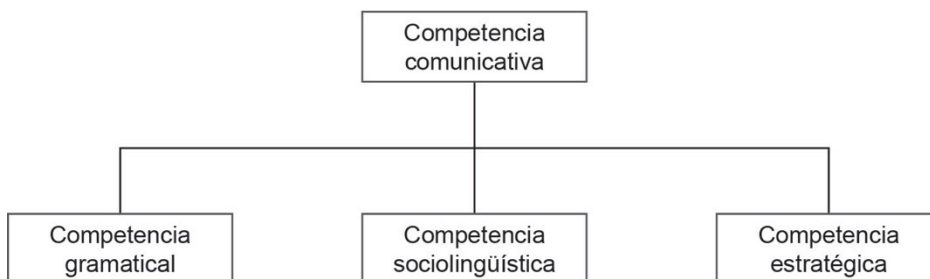 Competencia
comunicativa
Competencia
gramatical
Competencia
sociolingüística
Competencia
estratégica